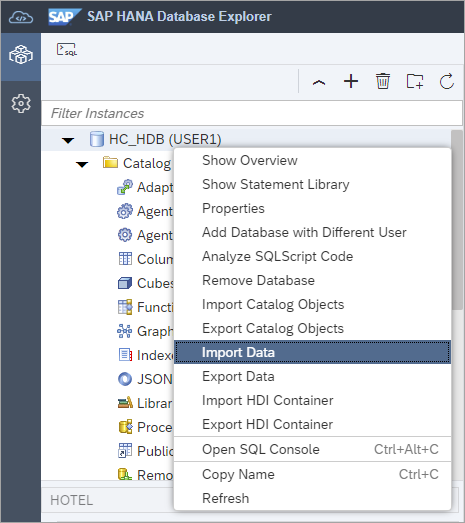 SAP SAP HANA Database Explorer
SQL
Filter Instances
HC_HDB (USER1)
Catalog
Adapt
Agent
Agent
Colum
Cubes
Functi
Graph
Indexe
JSON
Librar
Proce
Public
Remo
Show Overview
Show Statement Library
Properties
Add Database with Different User
Analyze SQLScript Code
Remove Database
Import Catalog Objects
Export Catalog Objects
Import Data
Export Data
Import HDI Container
Export HDI Container
Open SQL Console Ctrl+Alt+C
Copy Name Ctrl+C
Refresh
HOTEL